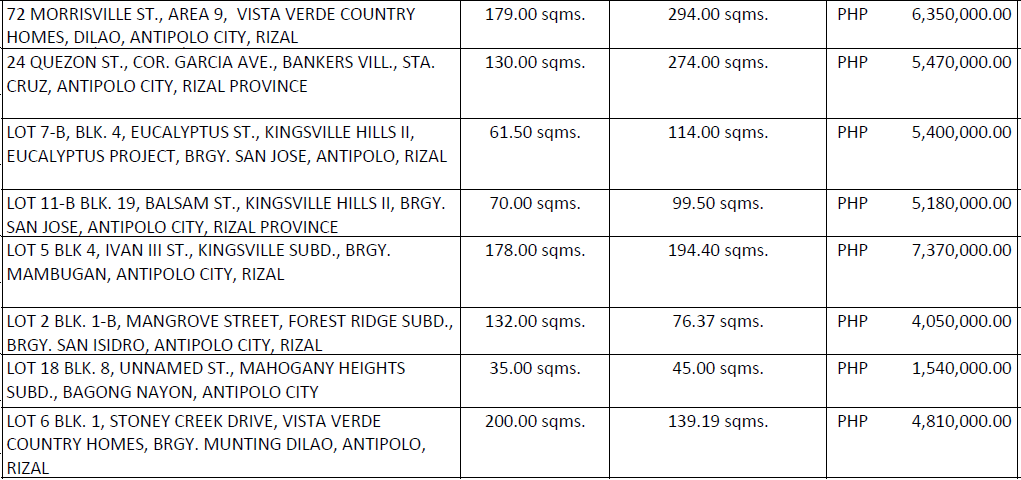 72 MORRISVILLE ST., AREA 9, VISTA VERDE COUNTRY 179.00 sqms. 294.00 sqms. PHP 6,350,000.00
HOMES, DILAO, ANTIPOLO CITY, RIZAL
24 QUEZON ST., COR. GARCIA AVE., BANKERS VILL., STA. 130.00 sqms. 274.00 sqms. PHP 5,470,000.00
CRUZ, ANTIPOLO CITY, RIZAL PROVINCE
LOT 7-B, BLK. 4, EUCALYPTUS ST., KINGSVILLE HILLS II, 61.50 sqms. 114.00 sqms. PHP 5,400,000.00
EUCALYPTUS PROJECT, BRGY. SAN JOSE, ANTIPOLO, RIZAL
LOT 11-B BLK. 19, BALSAM ST., KINGSVILLE HILLS II, BRGY. 70.00 sqms. 99.50 sqms. PHP 5,180,000.00
SAN JOSE, ANTIPOLO CITY, RIZAL PROVINCE
LOT 5 BLK 4, IVAN III ST., KINGSVILLE SUBD., BRGY. 178.00 sqms. 194.40 sqms. PHP 7,370,000.00
MAMBUGAN, ANTIPOLO CITY, RIZAL
LOT 2 BLK. 1-B, MANGROVE STREET, FOREST RIDGE SUBD., 132.00 sqms. 76.37 sqms. PHP 4,050,000.00
BRGY. SAN ISIDRO, ANTIPOLO CITY, RIZAL
LOT 18 BLK. 8, UNNAMED ST., MAHOGANY HEIGHTS 35.00 sqms. 45.00 sqms. PHP 1,540,000.00
SUBD., BAGONG NAYON, ANTIPOLO CITY
LOT 6 BLK. 1, STONEY CREEK DRIVE, VISTA VERDE 200.00 sqms. 139.19 sqms. PHP 4,810,000.00
COUNTRY HOMES, BRGY. MUNTING DILAO, ANTIPOLO,
RIZAL